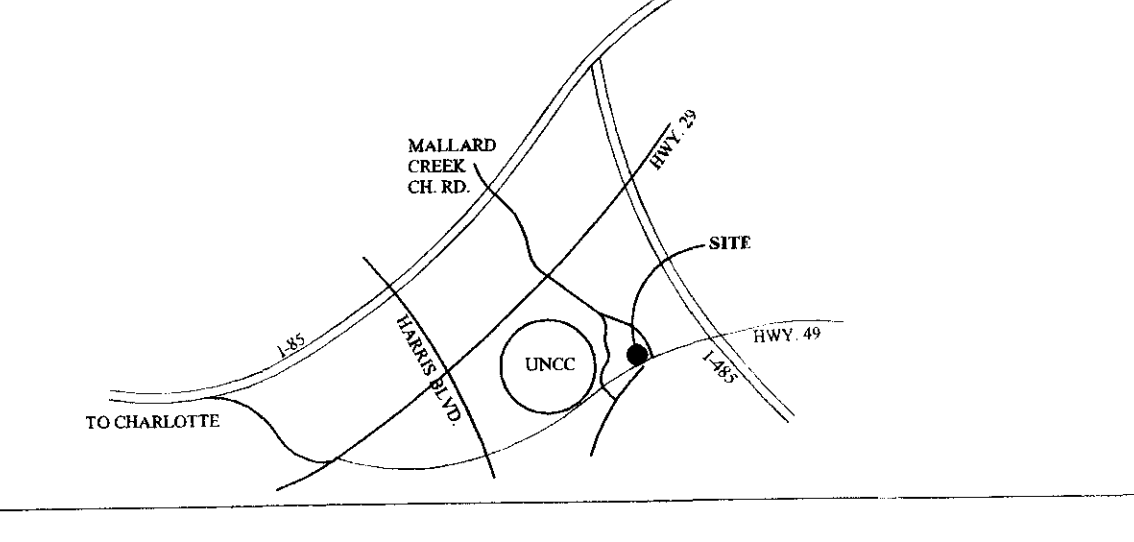 MALLARD
CREEK
CH. RD.
HWY. 29
SITE
I-85
HARRIS BLVD.
UNCC
HWY. 49
I-485
TO CHARLOTTE